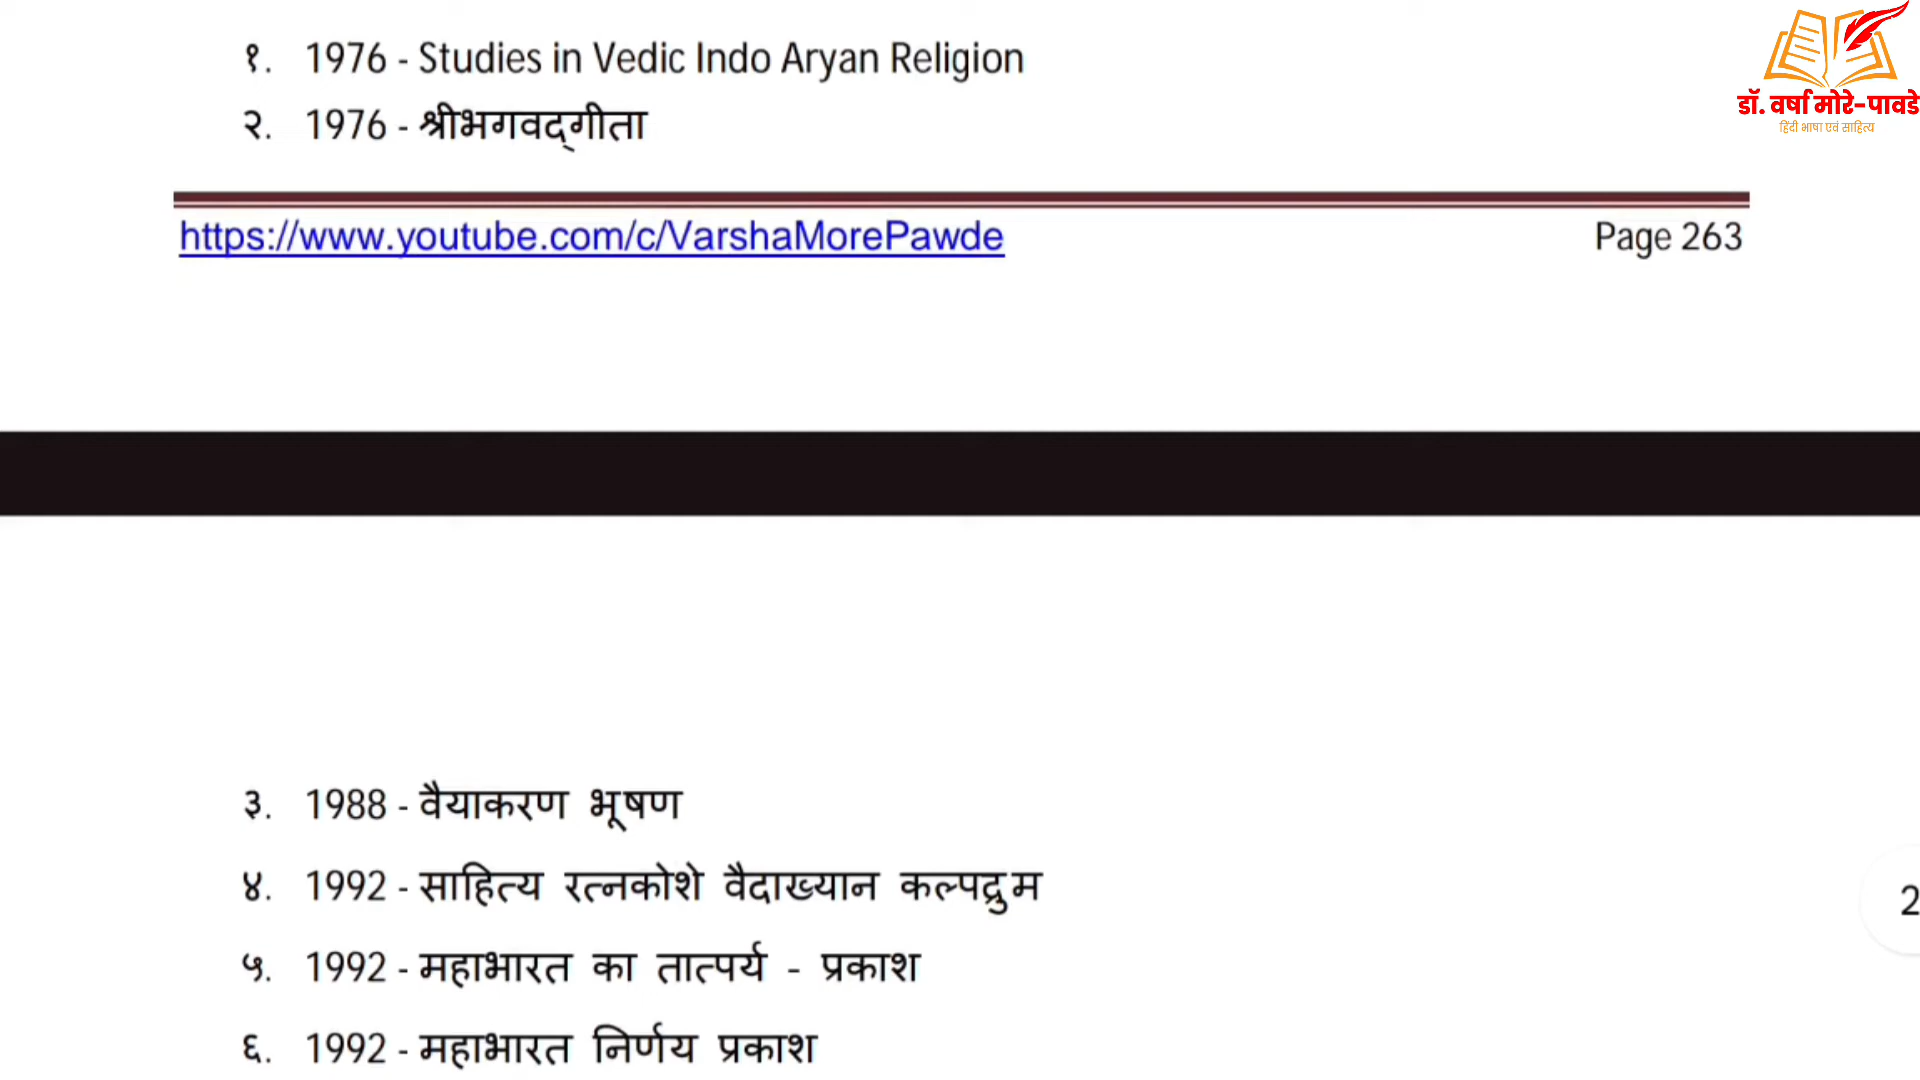 १. 1976 - Studies in Vedic Indo Aryan Religion
डॉ. वर्षा मोरे-पावडे
हिंदी भाषा एवं साहित्य
२. 1976 - श्रीभगवद्‌गीता
https://www.youtube.com/c/VarshaMorePawde Page 263
३. 1988 - वैयाकरण भूषण
४. 1992 - साहित्य रत्नकोशे वैदाख्यान कल्पद्रुम
2
५. 1992 - महाभारत का तात्पर्य - प्रकाश
६. 1992 - महाभारत निर्णय प्रकाश